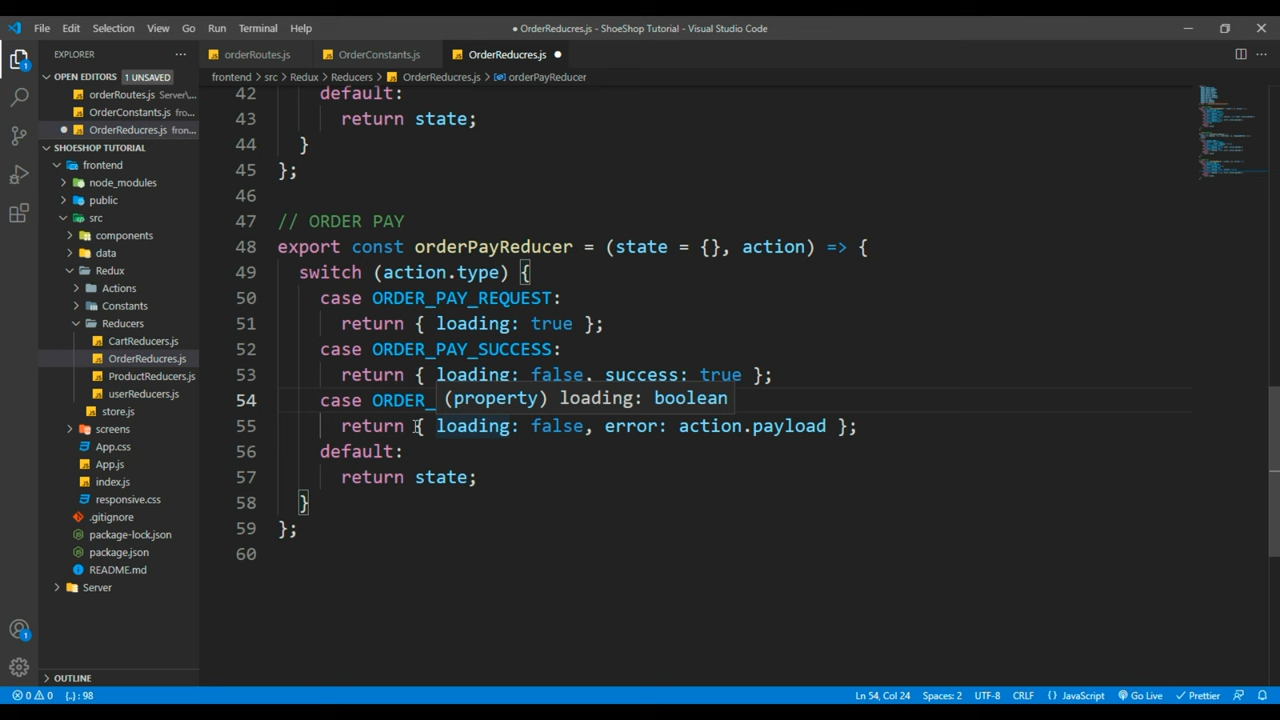 File Edit Selection View Go Run Terminal Help
● OrderReducres.js - ShoeShop Tutorial - Visual Studio Code
EXPLORER
OPEN EDITORS 1 UNSAVED
orderRoutes.js Server\...
OrderConstants.js fro...
OrderReducres.js fron...
SHOESHOP TUTORIAL
frontend
node_modules
public
src
components
data
Redux
Actions
Constants
Reducers
CartReducers.js
OrderReducres.js
ProductReducers.js
userReducers.js
store.js
screens
App.css
App.js
index.js
responsive.css
.gitignore
package-lock.json
package.json
README.md
Server
OUTLINE
orderRoutes.js OrderConstants.js OrderReducres.js
frontend > src > Redux > Reducers > OrderReducres.js > orderPayReducer
42 default:
43 return state;
44 }
45 };
46
47 // ORDER PAY
48 export const orderPayReducer = (state = {}, action) => {
49 switch (action.type) {
50 case ORDER_PAY_REQUEST:
51 return { loading: true };
52 case ORDER_PAY_SUCCESS:
53 return { loading: false, success: true };
54 case ORDER_
(property) loading: boolean
55 return { loading: false, error: action.payload };
56 default:
57 return state;
58 }
59 };
60
0 0 {..} : 98 Ln 54, Col 24 Spaces: 2 UTF-8 CRLF {} JavaScript Go Live Prettier
1
1